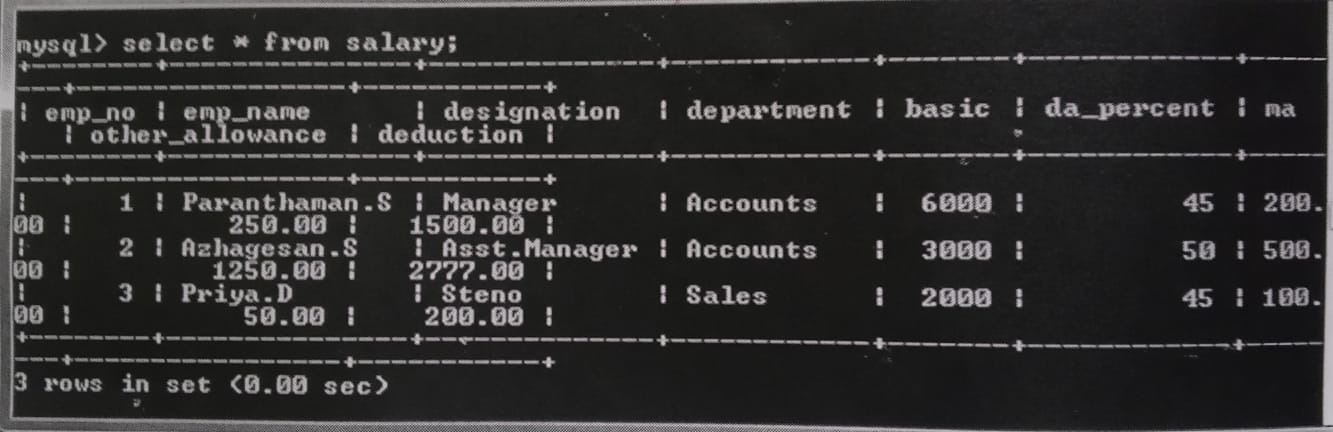 mysql> select * from salary;
+--------+---------------+--------------+------------+-------+------------+-----
---+-----------------+-----------+
| emp_no | emp_name | designation | department | basic | da_percent | ma
| other_allowance | deduction |
+--------+---------------+--------------+------------+-------+------------+-----
---+-----------------+-----------+
| 1 | Paranthaman.S | Manager | Accounts | 6000 | 45 | 200.
00 | 250.00 | 1500.00 |
| 2 | Azhagesan.S | Asst.Manager | Accounts | 3000 | 50 | 500.
00 | 1250.00 | 2777.00 |
| 3 | Priya.D | Steno | Sales | 2000 | 45 | 100.
00 | 50.00 | 200.00 |
+--------+---------------+--------------+------------+-------+------------+-----
---+-----------------+-----------+
3 rows in set (0.00 sec)